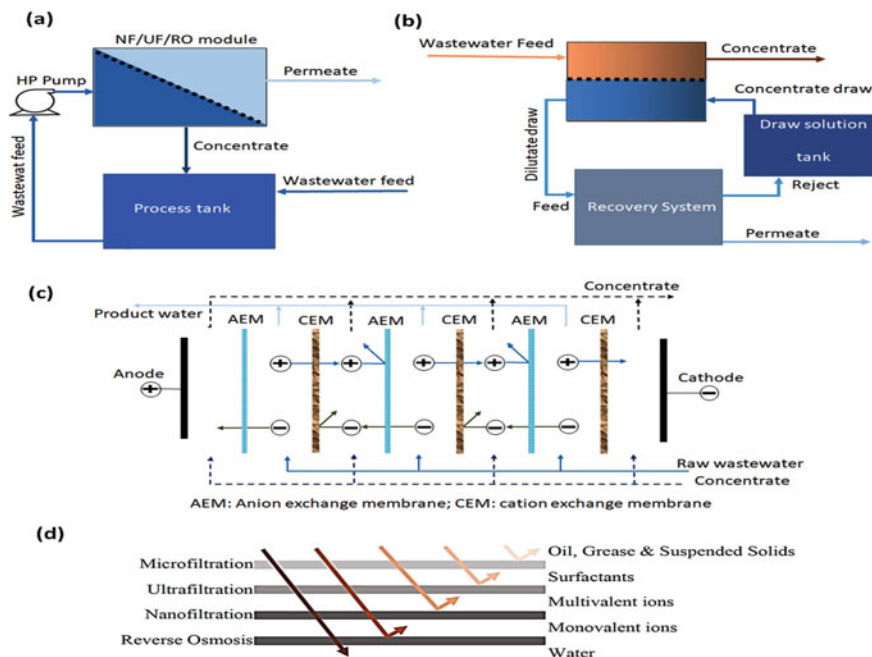 (a)
NF/UF/RO module
HP Pump
Permeate
Concentrate
Wastewat feed
Wastewater feed
Process tank
(b)
Wastewater Feed
Concentrate
Concentrate draw
Dilutate draw
Draw solution
tank
Feed
Recovery System
Reject
Permeate
(c)
Concentrate
Product water
AEM
CEM
AEM
CEM
AEM
CEM
Anode
+
Cathode
−
+
+
+
+
+
−
−
−
−
−
Raw wastewater
Concentrate
AEM: Anion exchange membrane; CEM: cation exchange membrane
(d)
Oil, Grease & Suspended Solids
Microfiltration
Surfactants
Ultrafiltration
Multivalent ions
Nanofiltration
Monovalent ions
Reverse Osmosis
Water